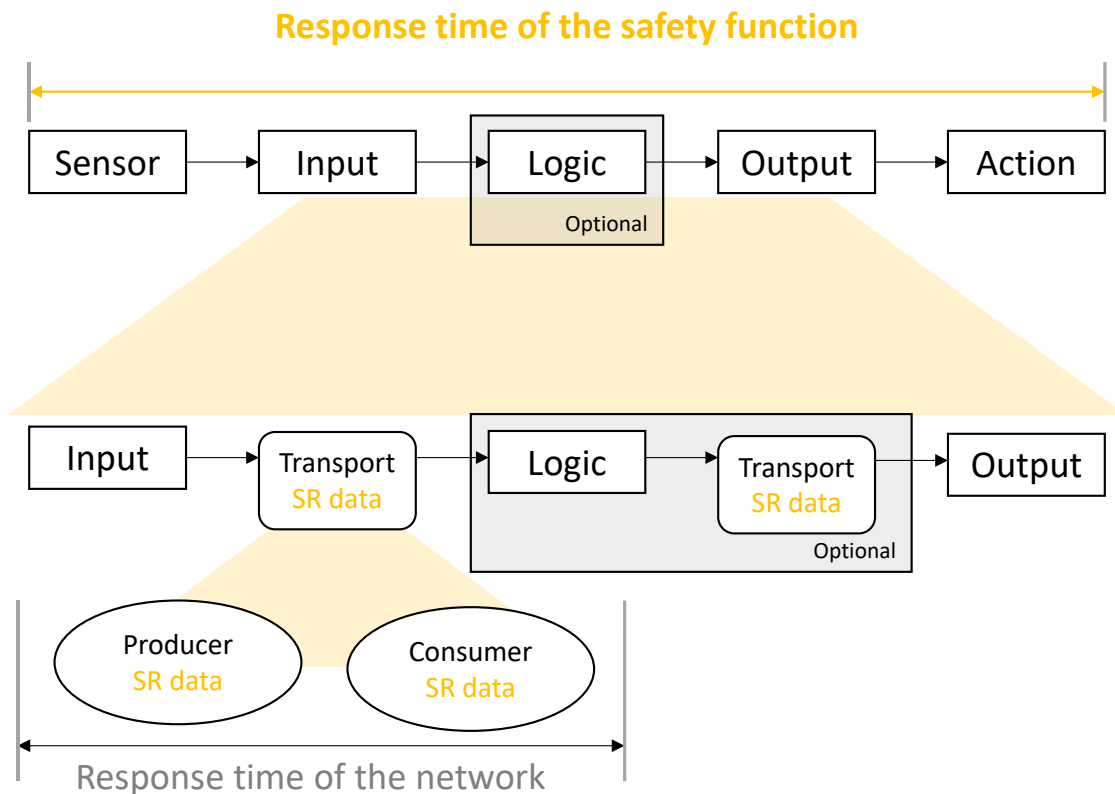 Response time of the safety function
Sensor
Input
Logic
Output
Action
Optional
Input
Transport
SR data
Logic
Transport
SR data
Output
Optional
Producer
SR data
Consumer
SR data
Response time of the network